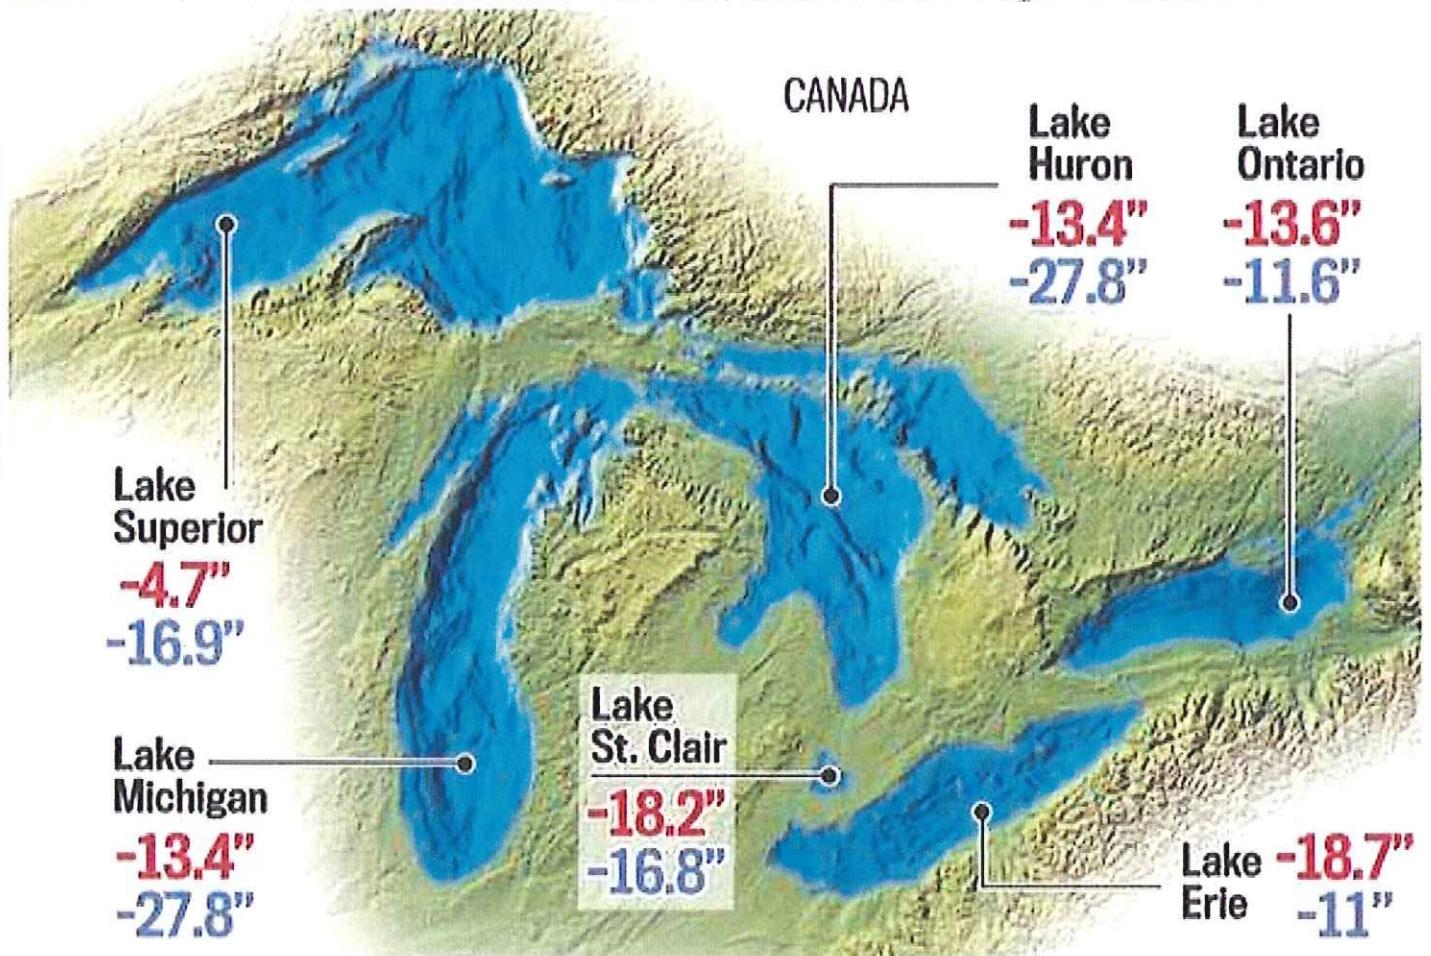 CANADA
Lake
Huron
-13.4”
-27.8”
Lake
Ontario
-13.6”
-11.6”
Lake
Superior
-4.7”
-16.9”
Lake
Michigan
-13.4”
-27.8”
Lake
St. Clair
-18.2”
-16.8”
Lake
Erie
-18.7”
-11”